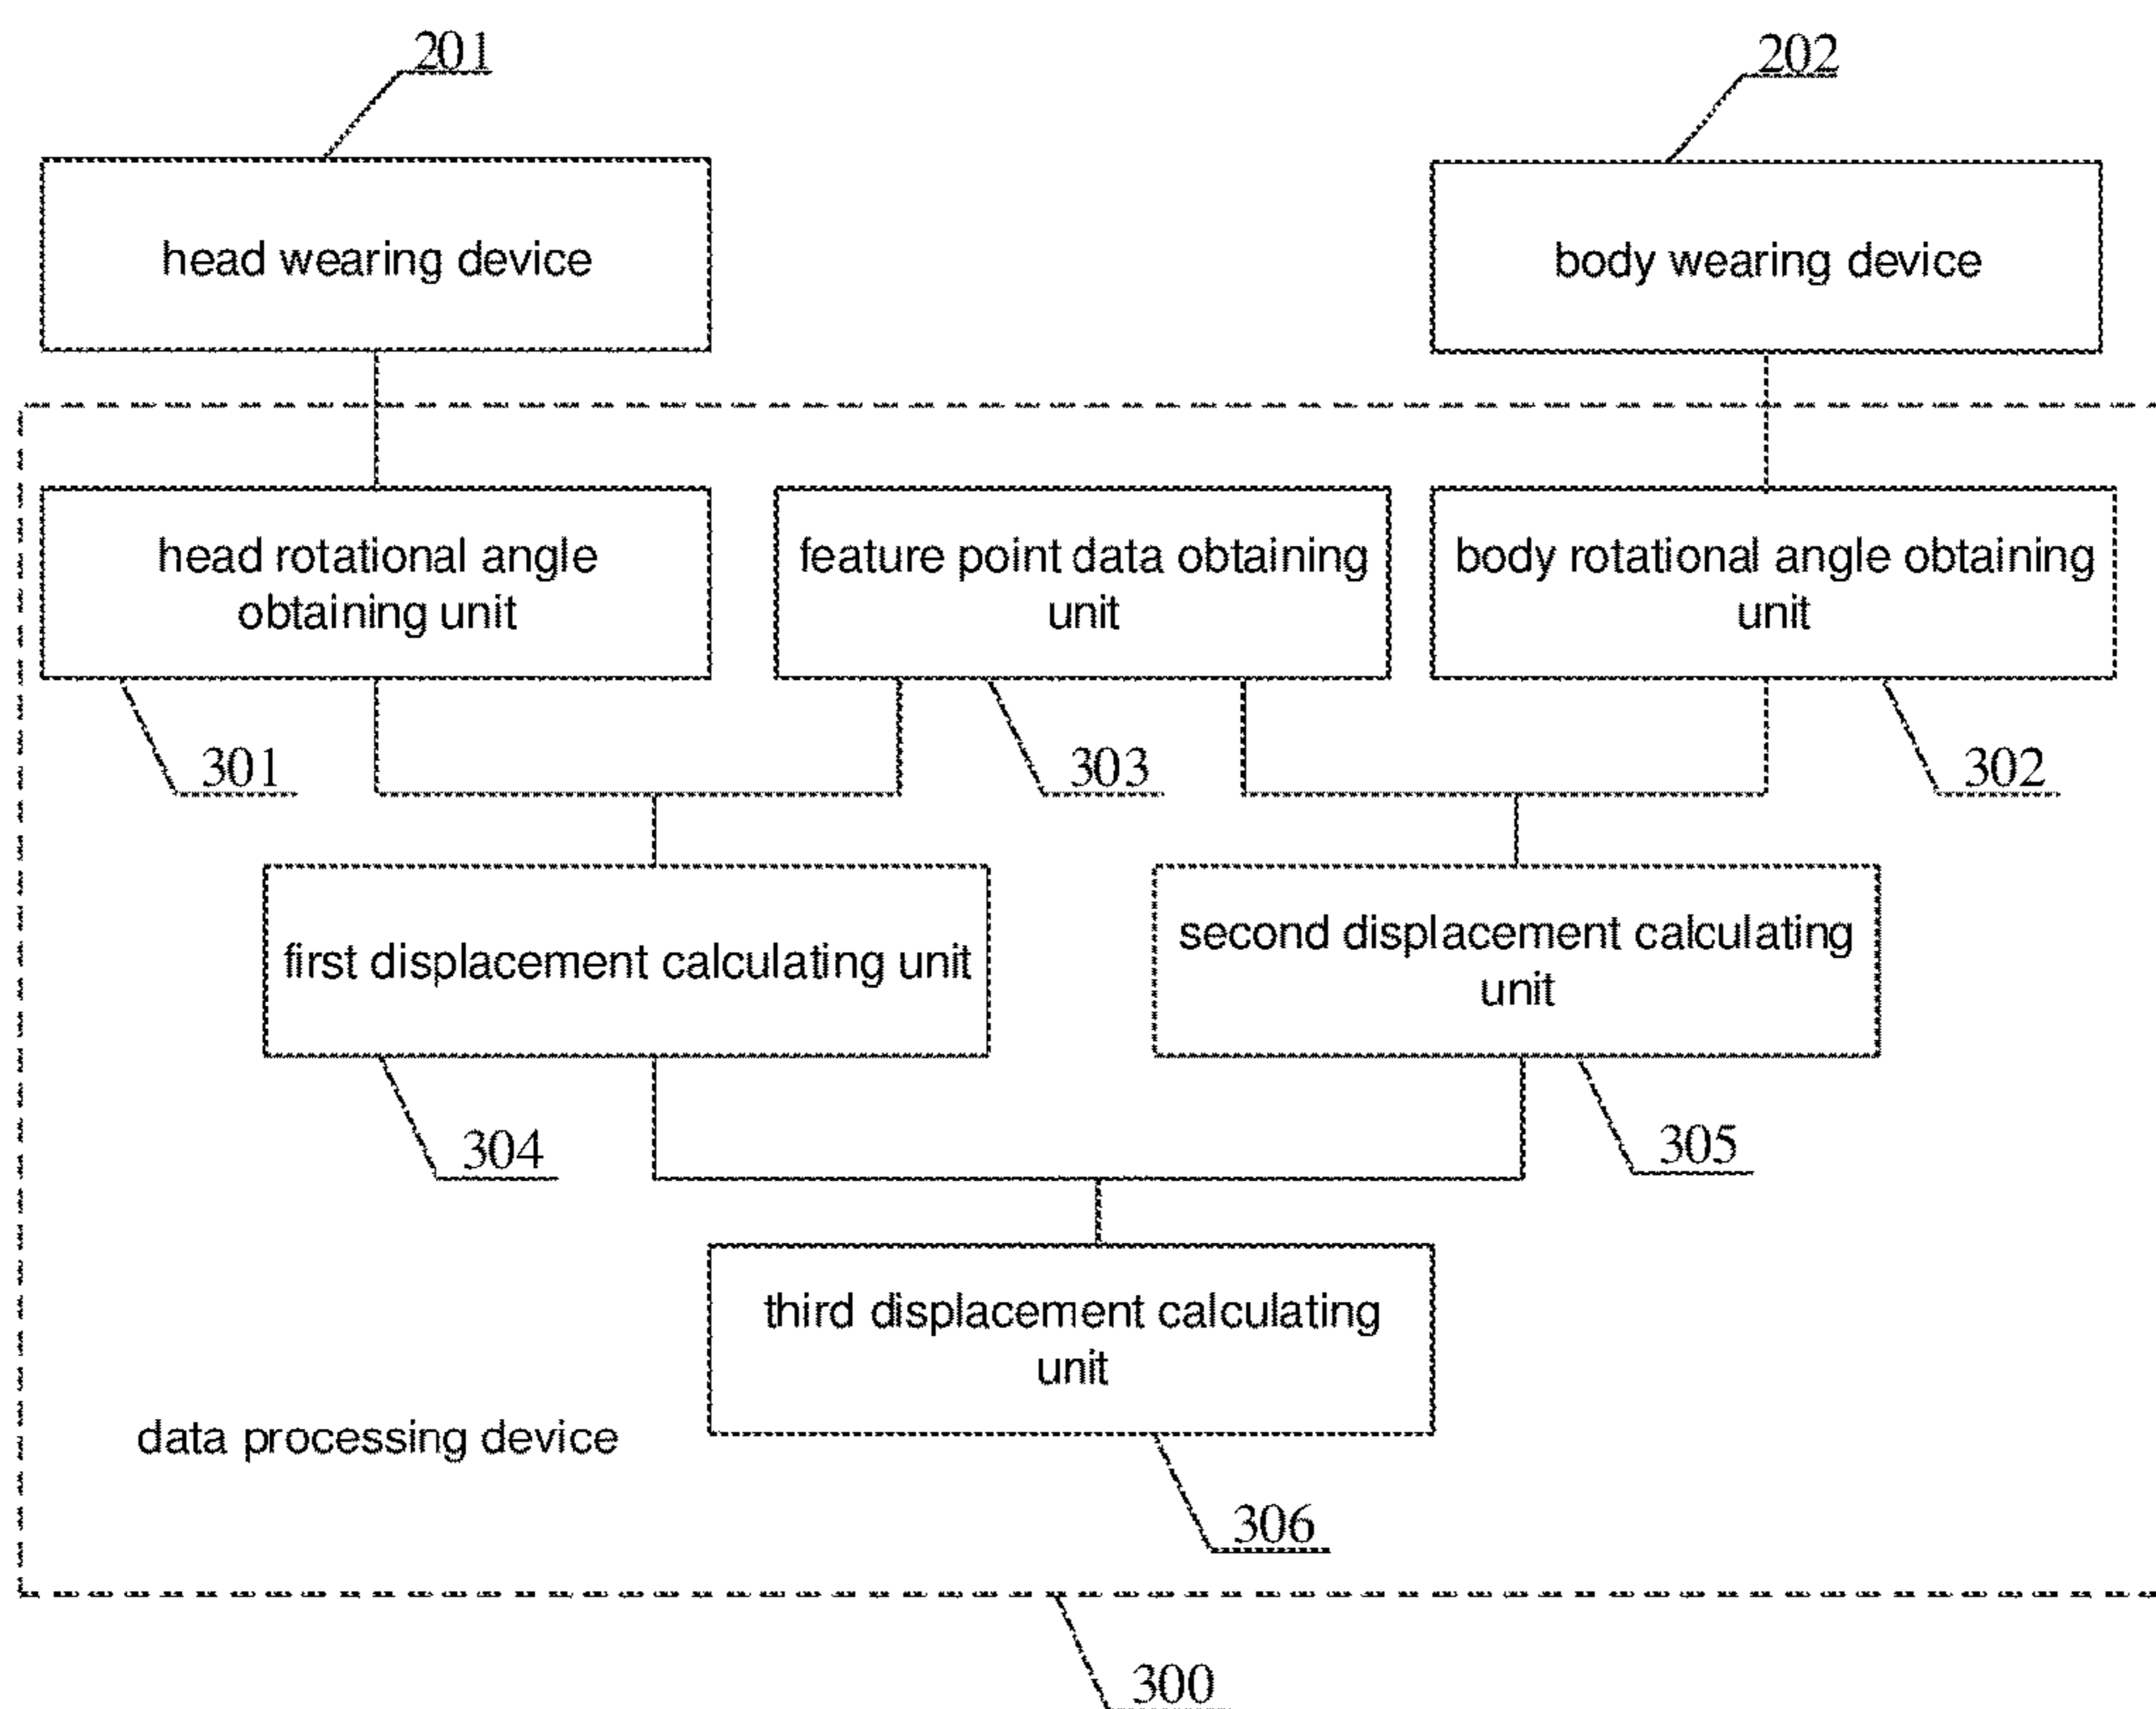 201
202
head wearing device
body wearing device
head rotational angle
obtaining unit
feature point data obtaining
unit
body rotational angle obtaining
unit
301
303
302
first displacement calculating unit
second displacement calculating
unit
304
305
third displacement calculating
unit
data processing device
306
300